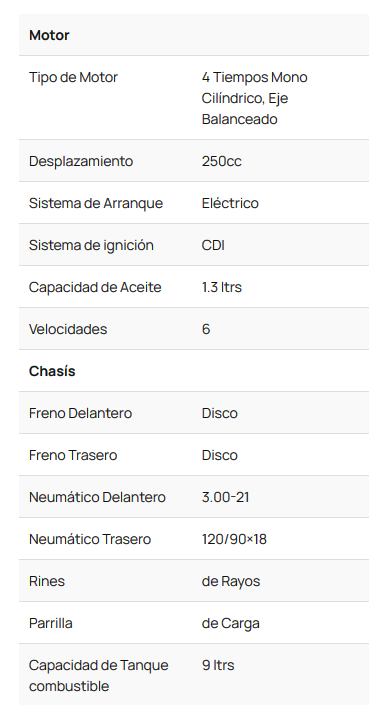 Motor
Tipo de Motor
4 Tiempos Mono
Cilíndrico, Eje
Balanceado
Desplazamiento
250cc
Sistema de Arranque
Eléctrico
Sistema de ignición
CDI
Capacidad de Aceite
1.3 ltrs
Velocidades
6
Chasís
Freno Delantero
Disco
Freno Trasero
Disco
Neumático Delantero
3.00-21
Neumático Trasero
120/90×18
Rines
de Rayos
Parrilla
de Carga
Capacidad de Tanque
combustible
9 ltrs